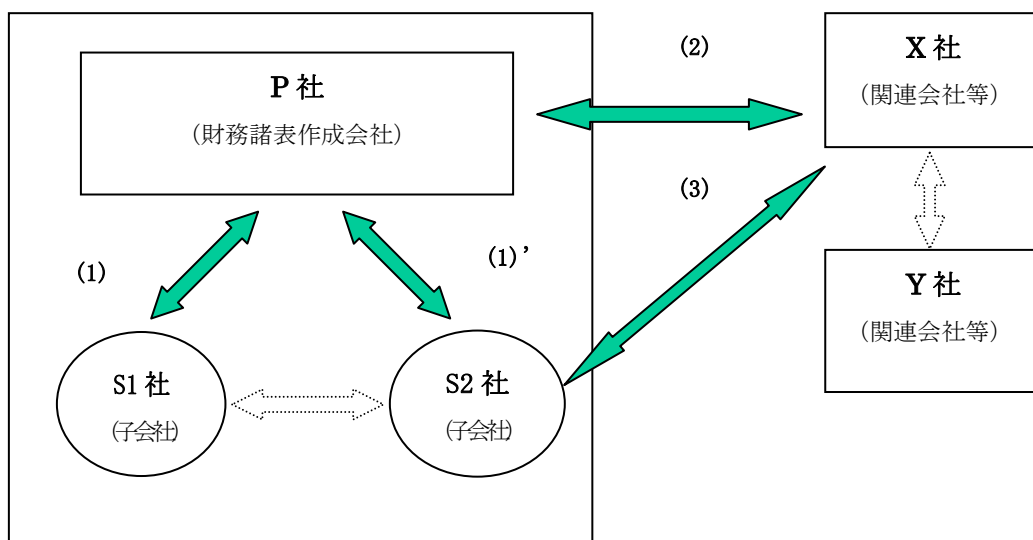 P 社
（財務諸表作成会社）
(2)
X 社
（関連会社等）
(3)
(1)
(1)’
Y 社
（関連会社等）
S1 社
（子会社）
S2 社
（子会社）